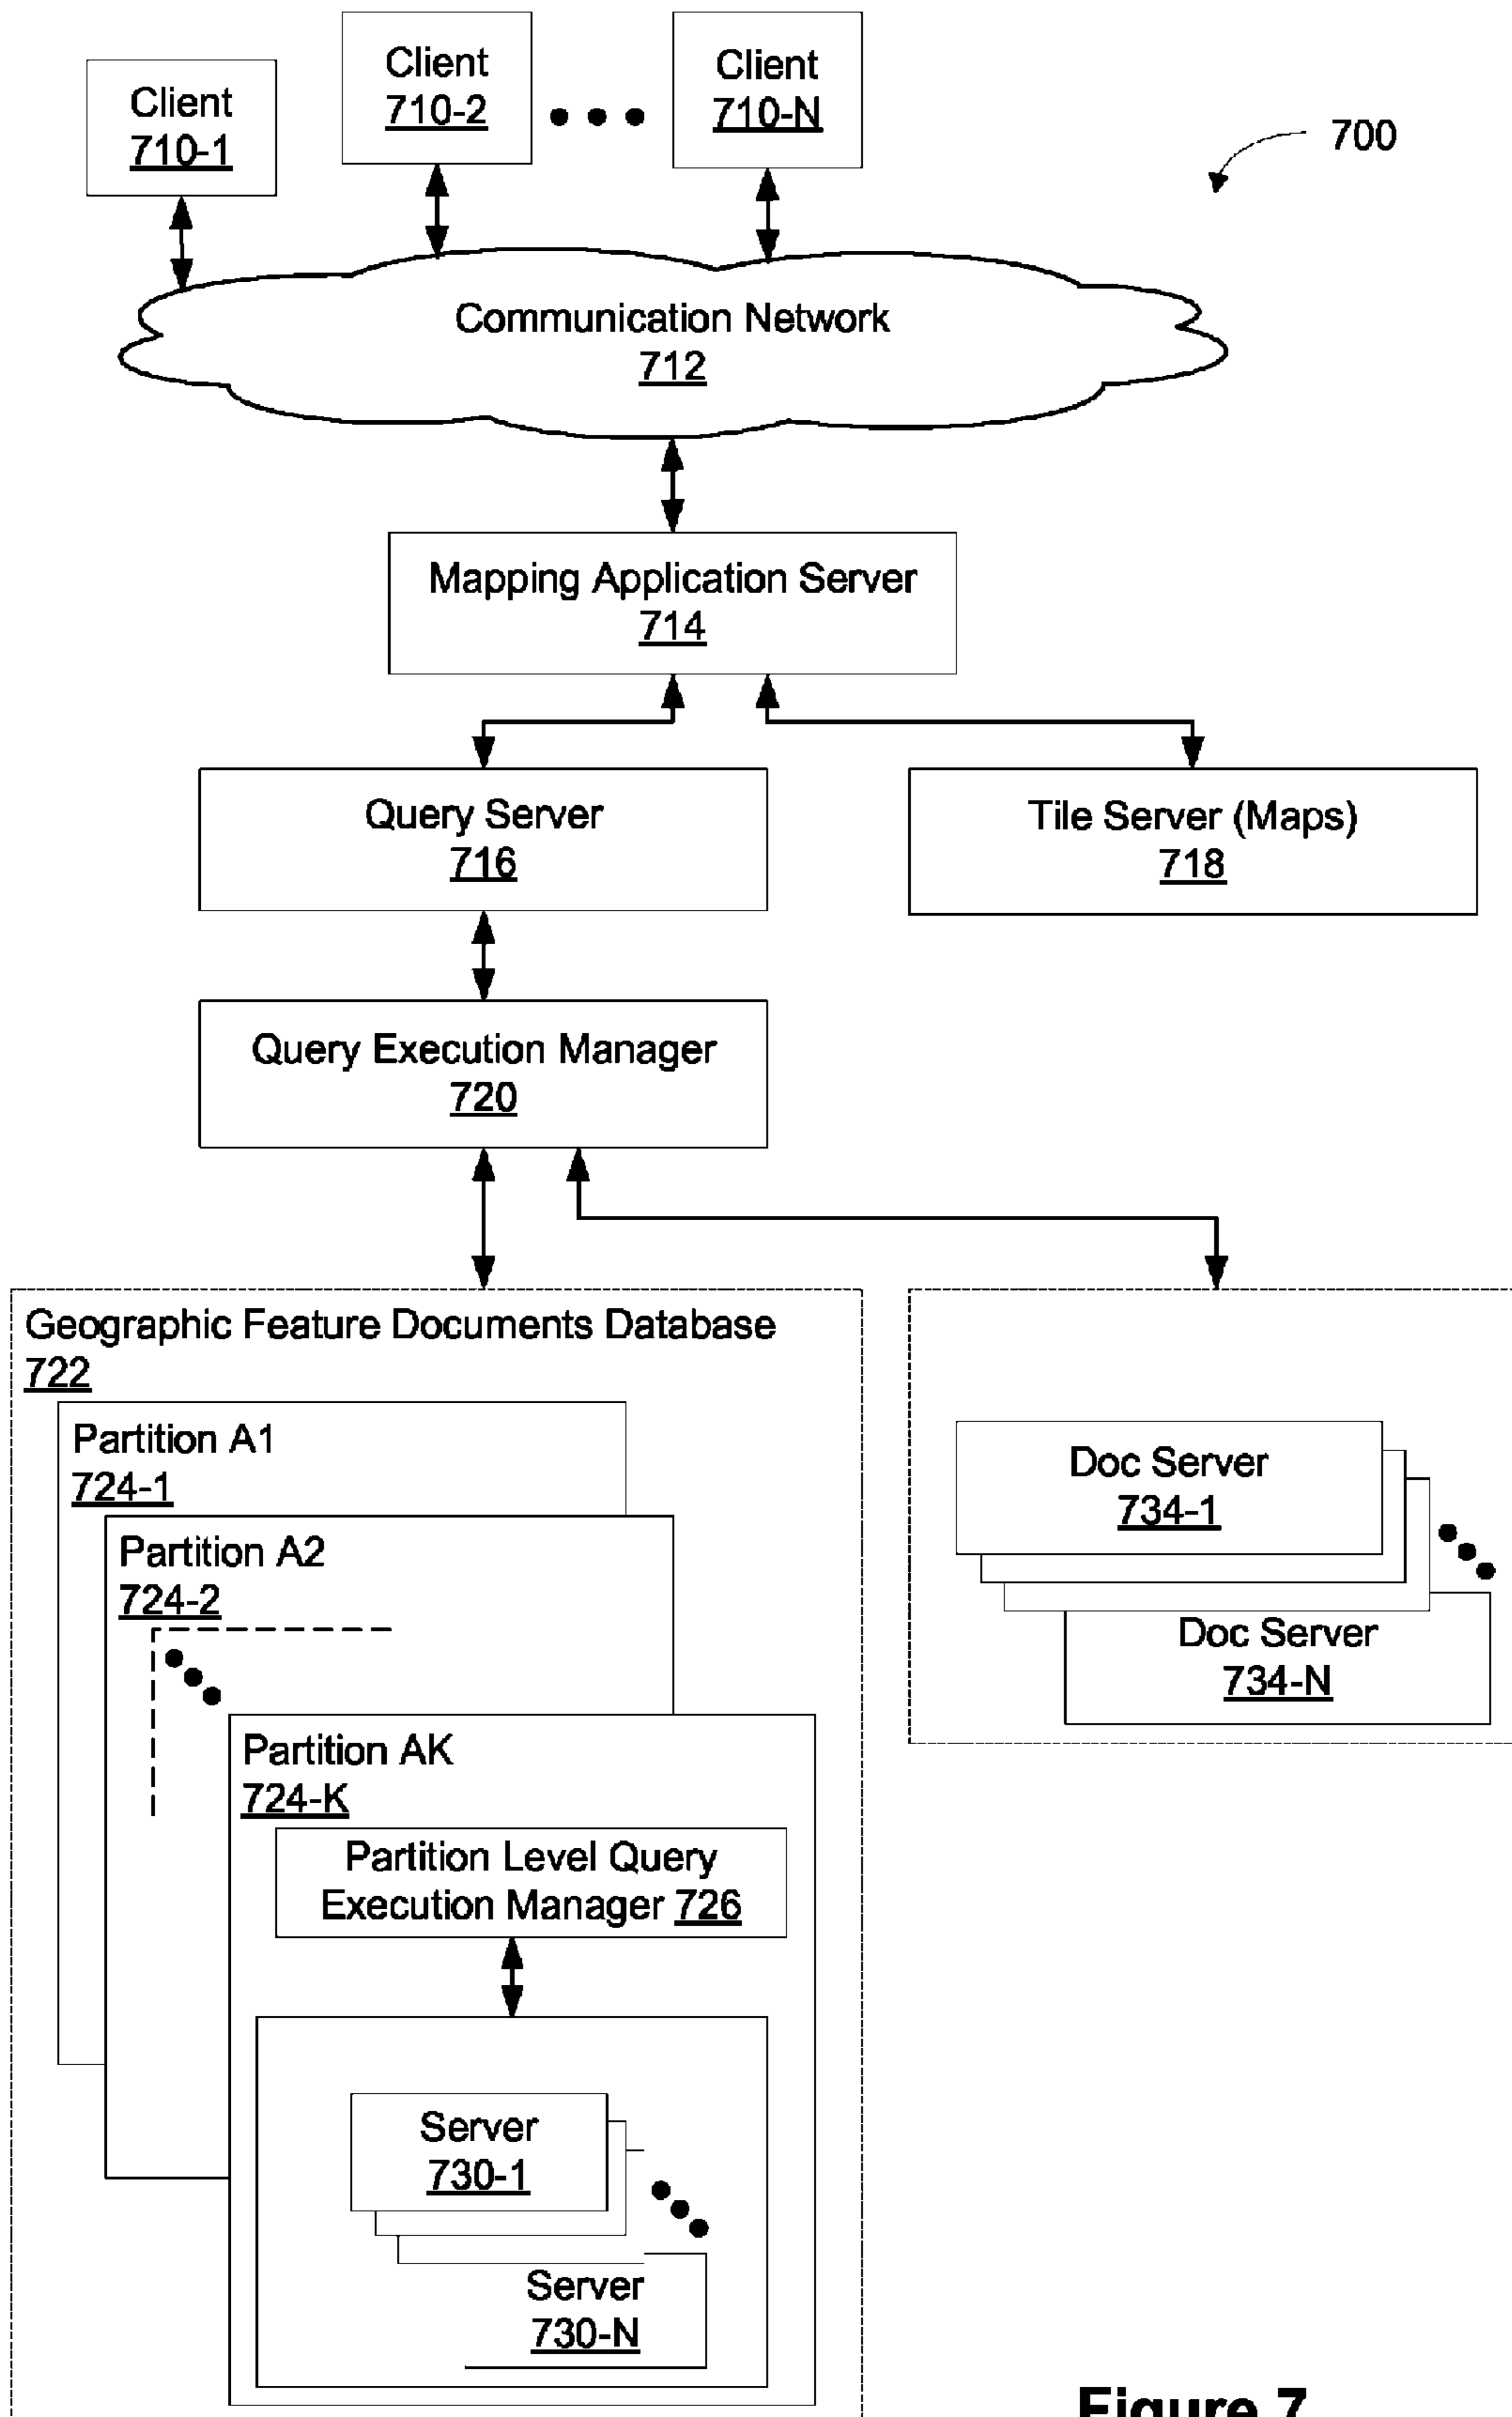 Client
710-1
Client
710-2
Client
710-N
700
Communication Network
712
Mapping Application Server
714
Query Server
716
Tile Server (Maps)
718
Query Execution Manager
720
Geographic Feature Documents Database
722
Partition A1
724-1
Partition A2
724-2
Partition AK
724-K
Partition Level Query
Execution Manager 726
Server
730-1
Server
730-N
Doc Server
734-1
Doc Server
734-N
Figure 7